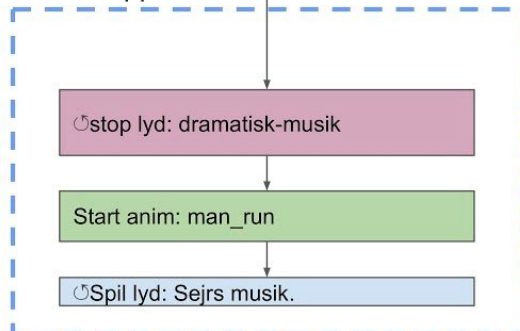 ↺stop lyd: dramatisk-musik
Start anim: man_run
↺Spil lyd: Sejrs musik.